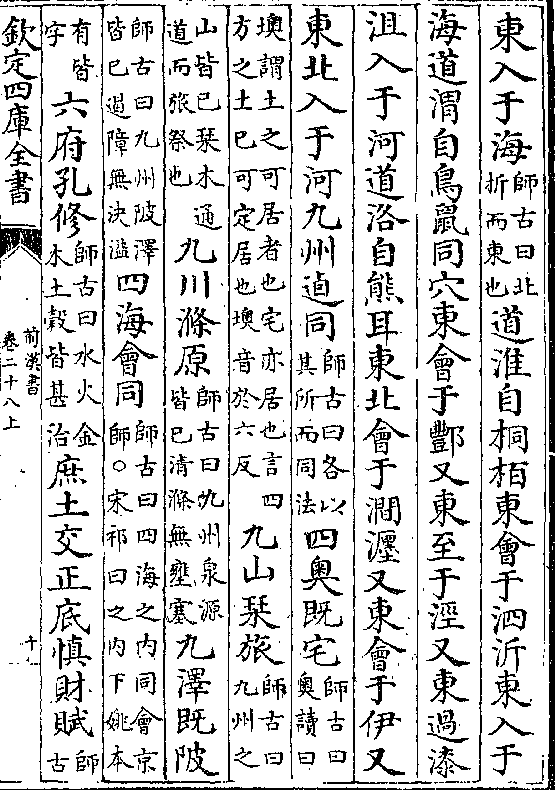 東入于海師古曰北折而東也道淮自桐栢東會于泗沂東入于
海道渭自鳥鼠同穴東會于酆又東至于涇又東過漆
沮入于河道洛自熊耳東北會于澗瀍又東會于伊又
東北入于河九州逌同師古曰各以其所而同法四奥既宅師古曰奥讀曰
墺謂土之可居者也宅亦居也言四方之土已可定居也墺音於六反九山栞旅師古曰九州之
山皆已栞木通道而旅祭也九川滌原師古曰九州泉源皆已清滌無壅塞九澤既陂
師古曰九州陂澤皆已遏障無決溢四海會同師古曰四海之内同會京師○宋祁曰之内下姚本
有皆字六府孔修師古曰水火金木土穀皆甚治庶土交正底慎財賦師古
欽定四庫全書
前漢書
卷二十八上